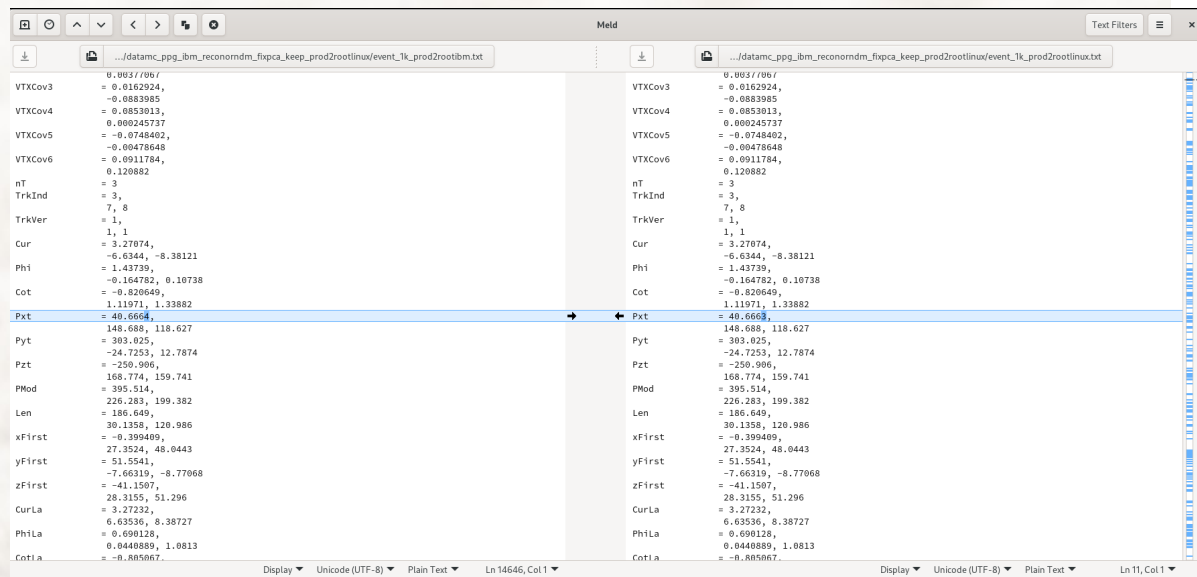 Meld
Text Filters
.../datamc_ppg_ibm_reconorndm_fixpca_keep_prod2rootlinux/event_1k_prod2rootibm.txt
.../datamc_ppg_ibm_reconorndm_fixpca_keep_prod2rootlinux/event_1k_prod2rootlinux.txt
0.00377067
VTXCov3 = 0.0162924,
-0.0883985
VTXCov4 = 0.0853013,
0.000245737
VTXCov5 = -0.0748402,
-0.00478648
VTXCov6 = 0.0911784,
0.120882
nT = 3
TrkInd = 3,
7, 8
TrkVer = 1,
1, 1
Cur = 3.27074,
-6.6344, -8.38121
Phi = 1.43739,
-0.164782, 0.10738
Cot = -0.820649,
1.11971, 1.33882
Pxt = 40.6664,
148.688, 118.627
Pyt = 303.025,
-24.7253, 12.7874
Pzt = -250.906,
168.774, 159.741
PMod = 395.514,
226.283, 199.382
Len = 186.649,
30.1358, 120.986
xFirst = -0.399409,
27.3524, 48.0443
yFirst = 51.5541,
-7.66319, -8.77068
zFirst = -41.1507,
28.3155, 51.296
CurLa = 3.27232,
6.63536, 8.38727
PhiLa = 0.690128,
0.0440889, 1.0813
CotLa = -0.805067,
0.00377067
VTXCov3 = 0.0162924,
-0.0883985
VTXCov4 = 0.0853013,
0.000245737
VTXCov5 = -0.0748402,
-0.00478648
VTXCov6 = 0.0911784,
0.120882
nT = 3
TrkInd = 3,
7, 8
TrkVer = 1,
1, 1
Cur = 3.27074,
-6.6344, -8.38121
Phi = 1.43739,
-0.164782, 0.10738
Cot = -0.820649,
1.11971, 1.33882
Pxt = 40.6663,
148.688, 118.627
Pyt = 303.025,
-24.7253, 12.7874
Pzt = -250.906,
168.774, 159.741
PMod = 395.514,
226.283, 199.382
Len = 186.649,
30.1358, 120.986
xFirst = -0.399409,
27.3524, 48.0443
yFirst = 51.5541,
-7.66319, -8.77068
zFirst = -41.1507,
28.3155, 51.296
CurLa = 3.27232,
6.63536, 8.38727
PhiLa = 0.690128,
0.0440889, 1.0813
CotLa = -0.805067,
Display Unicode (UTF-8) Plain Text Ln 14646, Col 1
Display Unicode (UTF-8) Plain Text Ln 11, Col 1